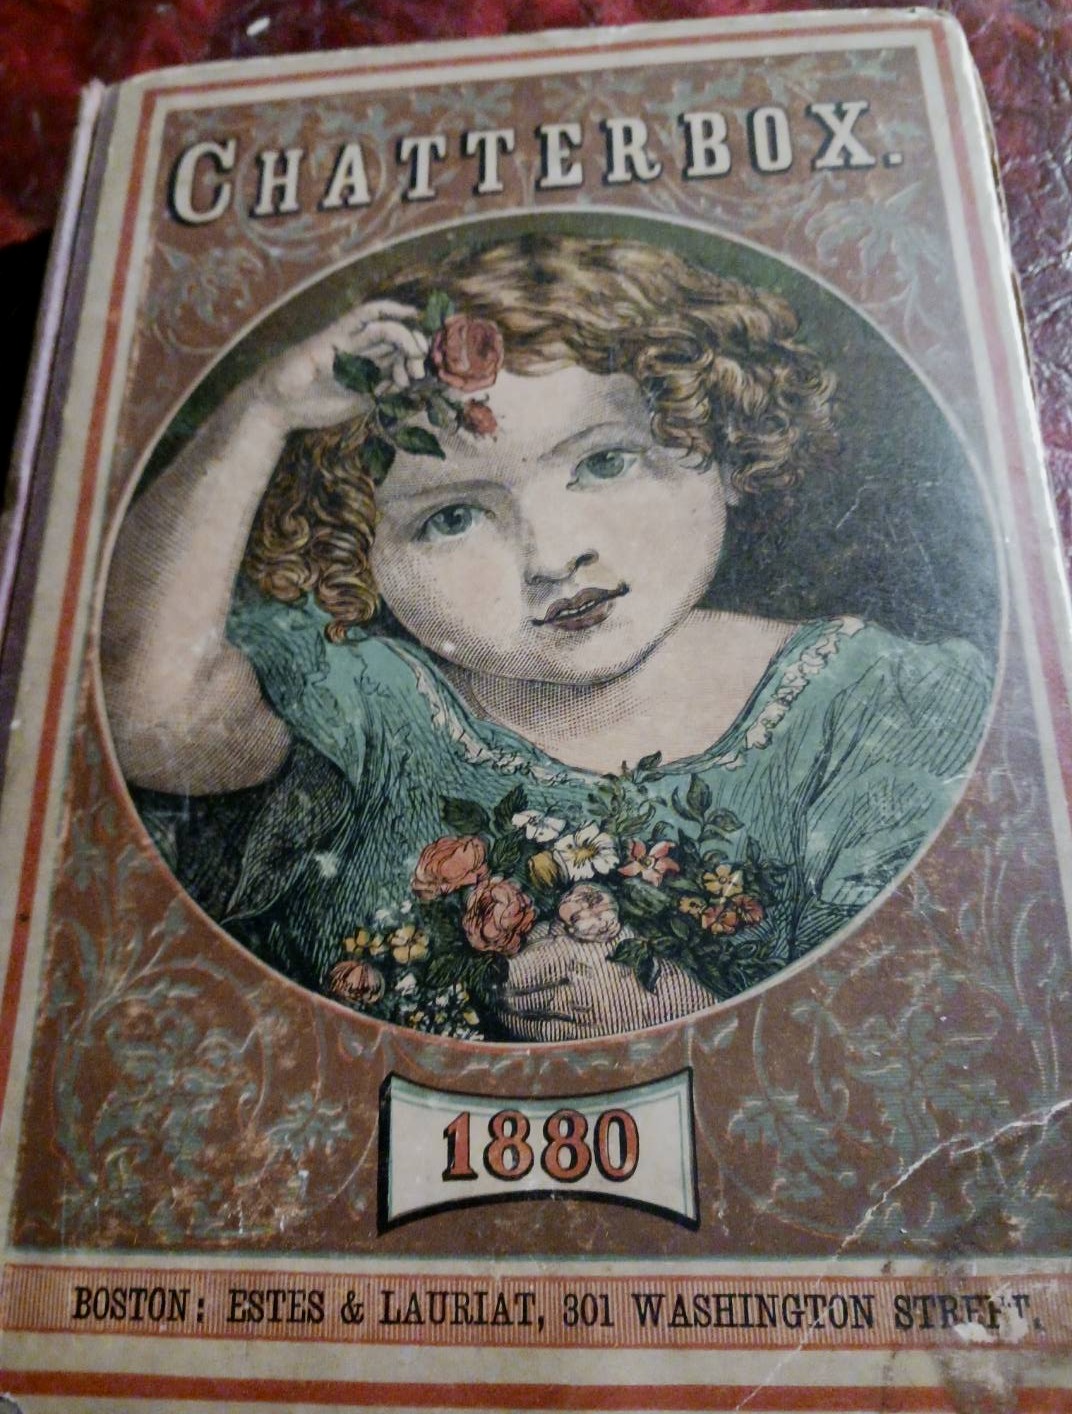 CHATTERBOX.
1880
BOSTON: ESTES & LAURIAT, 301 WASHINGTON STREET.